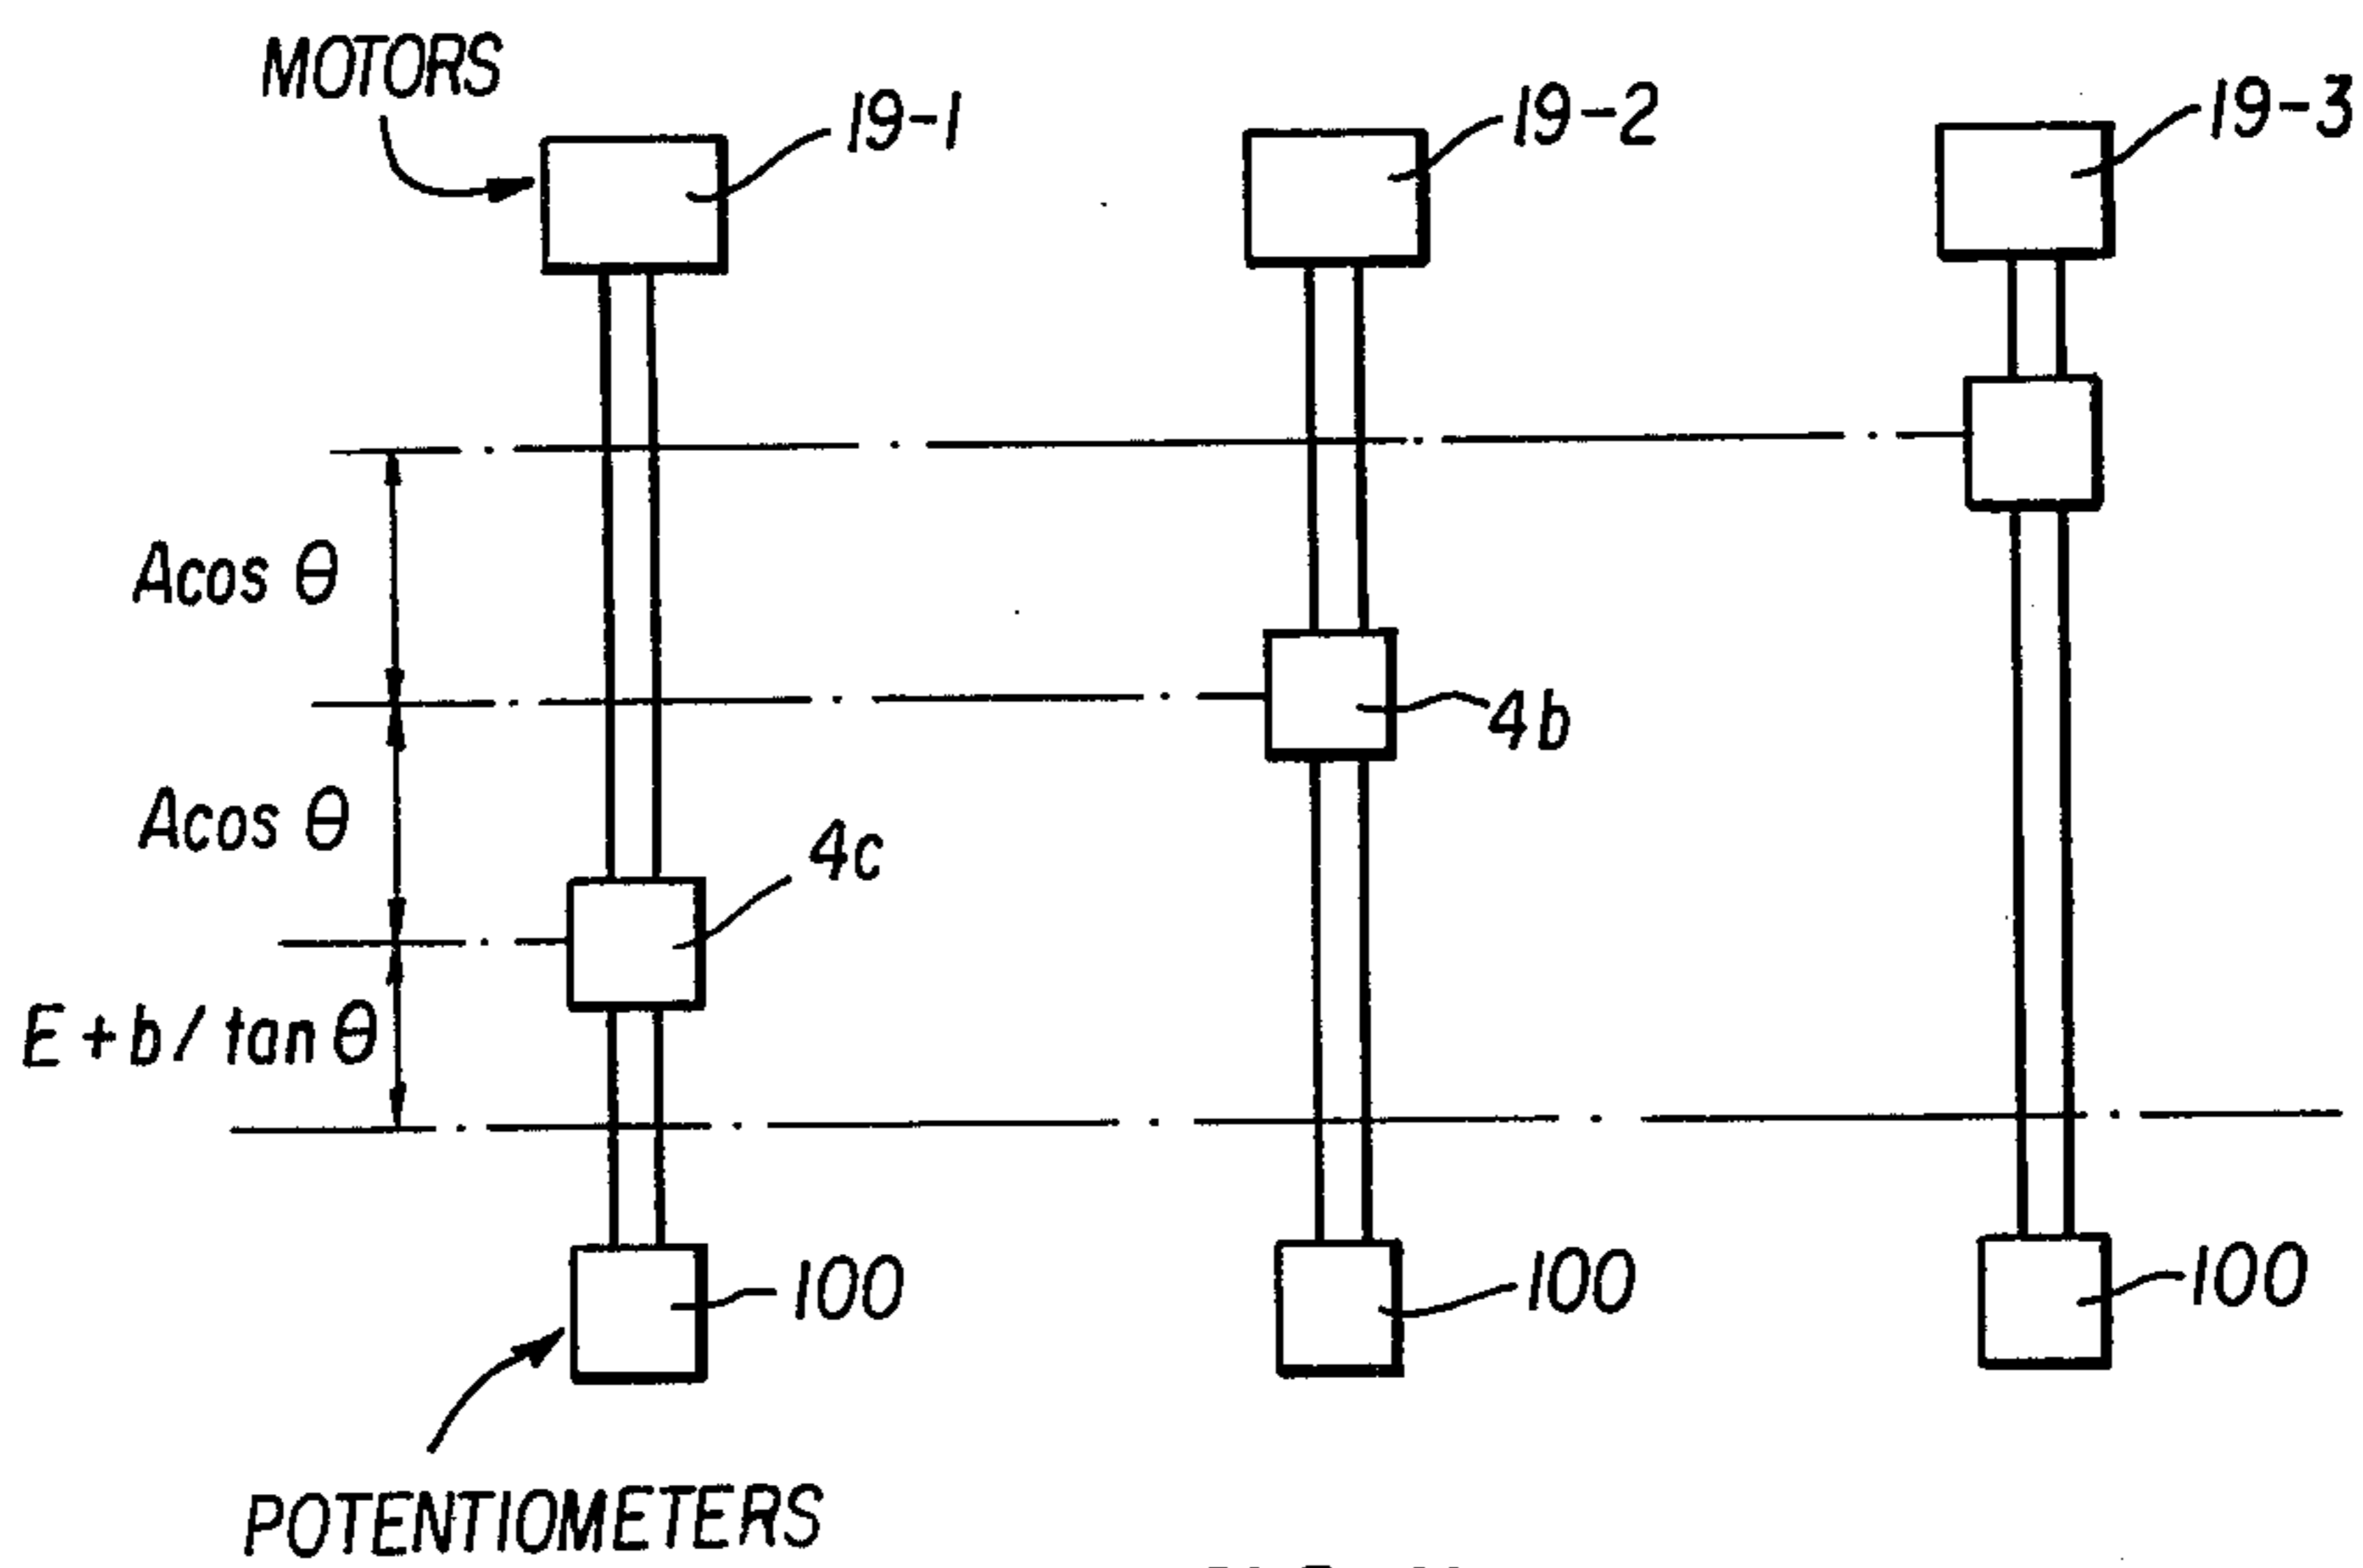 MOTORS
19-1
19-2
19-3
Acos θ
4b
Acos θ
4c
E + b / tan θ
100
100
100
POTENTIOMETERS